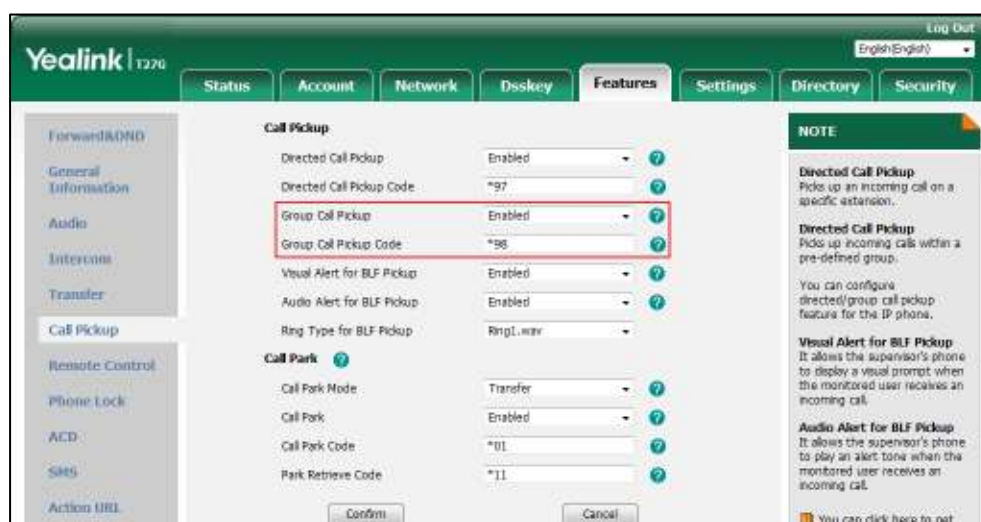 Log Out
Yealink T27G
English(English)
Status Account Network Dsskey Features Settings Directory Security
Forward&DND
General
Information
Audio
Intercom
Transfer
Call Pickup
Remote Control
Phone Lock
ACD
SMS
Action URL
Call Pickup
Directed Call Pickup Enabled ?
Directed Call Pickup Code *97 ?
Group Call Pickup Enabled ?
Group Call Pickup Code *98 ?
Visual Alert for BLF Pickup Enabled ?
Audio Alert for BLF Pickup Enabled ?
Ring Type for BLF Pickup Ring1.wav
Call Park ?
Call Park Mode Transfer ?
Call Park Enabled ?
Call Park Code *01 ?
Park Retrieve Code *11 ?
Confirm Cancel
NOTE
Directed Call Pickup
Picks up an incoming call on a
specific extension.
Directed Call Pickup
Picks up incoming calls within a
pre-defined group.
You can configure
directed/group call pickup
feature for the IP phone.
Visual Alert for BLF Pickup
It allows the supervisor's phone
to display a visual prompt when
the monitored user receives an
incoming call.
Audio Alert for BLF Pickup
It allows the supervisor's phone
to play an alert tone when the
monitored user receives an
incoming call.
You can click here to get